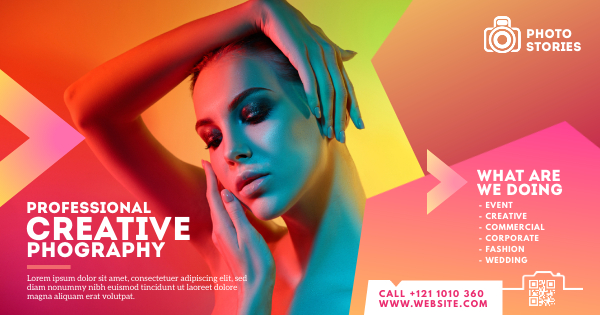 PHOTO
STORIES
PROFESSIONAL
CREATIVE
PHOGRAPHY
Lorem ipsum dolor sit amet, consectetuer adipiscing elit, sed
diam nonummy nibh euismod tincidunt ut laoreet dolore
magna aliquam erat volutpat.
WHAT ARE
WE DOING
- EVENT
- CREATIVE
- COMMERCIAL
- CORPORATE
- FASHION
- WEDDING
CALL +121 1010 360
WWW.WEBSITE.COM